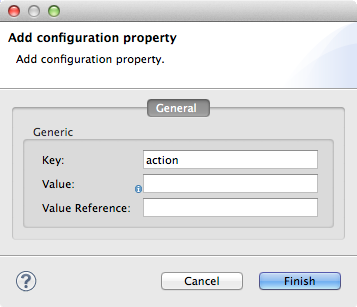 Add configuration property
Add configuration property.
General
Generic
Key: action
Value:
Value Reference:
?
Cancel Finish